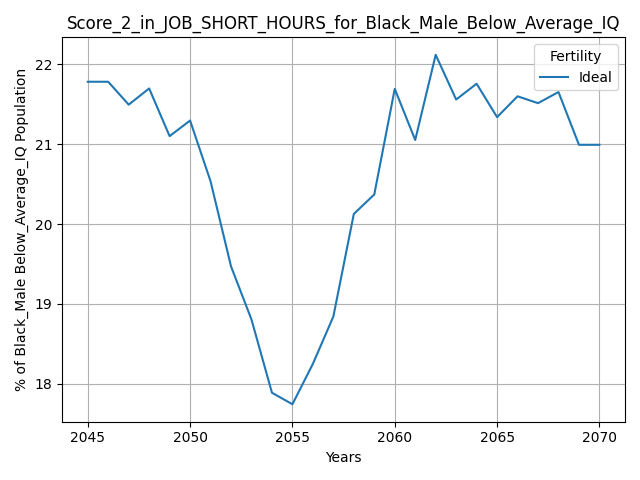 Score_2_in_JOB_SHORT_HOURS_for_Black_Male_Below_Average_IQ
Fertility
Ideal
% of Black_Male Below_Average_IQ Population
22
21
20
19
18
2045
2050
2055
2060
2065
2070
Years